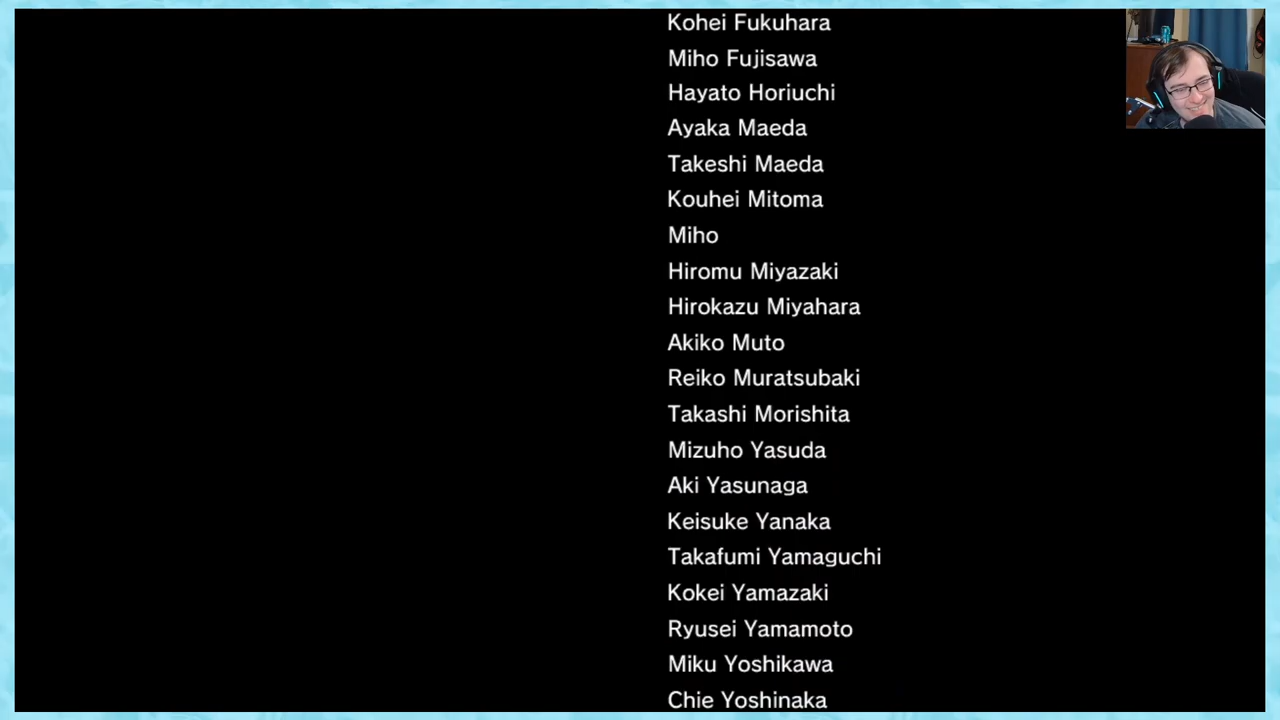 Kohei Fukuhara
Miho Fujisawa
Hayato Horiuchi
Ayaka Maeda
Takeshi Maeda
Kouhei Mitoma
Miho
Hiromu Miyazaki
Hirokazu Miyahara
Akiko Muto
Reiko Muratsubaki
Takashi Morishita
Mizuho Yasuda
Aki Yasunaga
Keisuke Yanaka
Takafumi Yamaguchi
Kokei Yamazaki
Ryusei Yamamoto
Miku Yoshikawa
Chie Yoshinaka